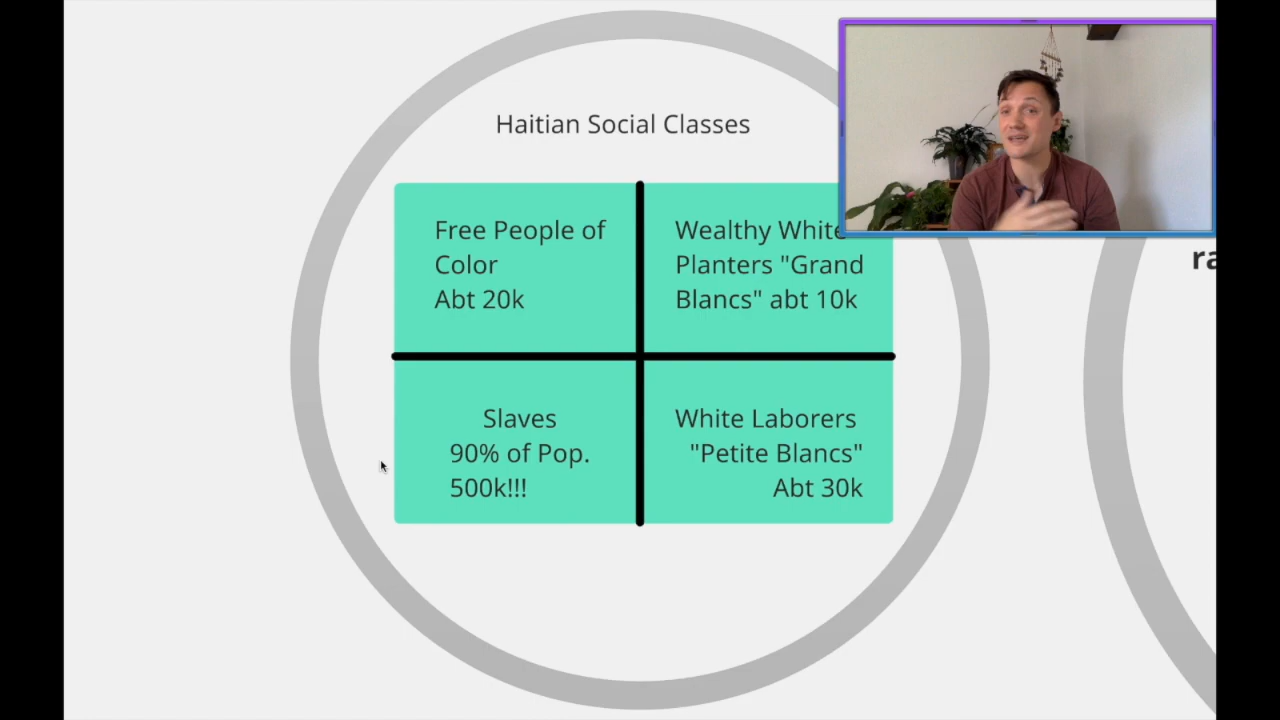 Haitian Social Classes
Free People of
Color
Abt 20k
Wealthy White
Planters "Grand
Blancs" abt 10k
Slaves
90% of Pop.
500k!!!
White Laborers
"Petite Blancs"
Abt 30k